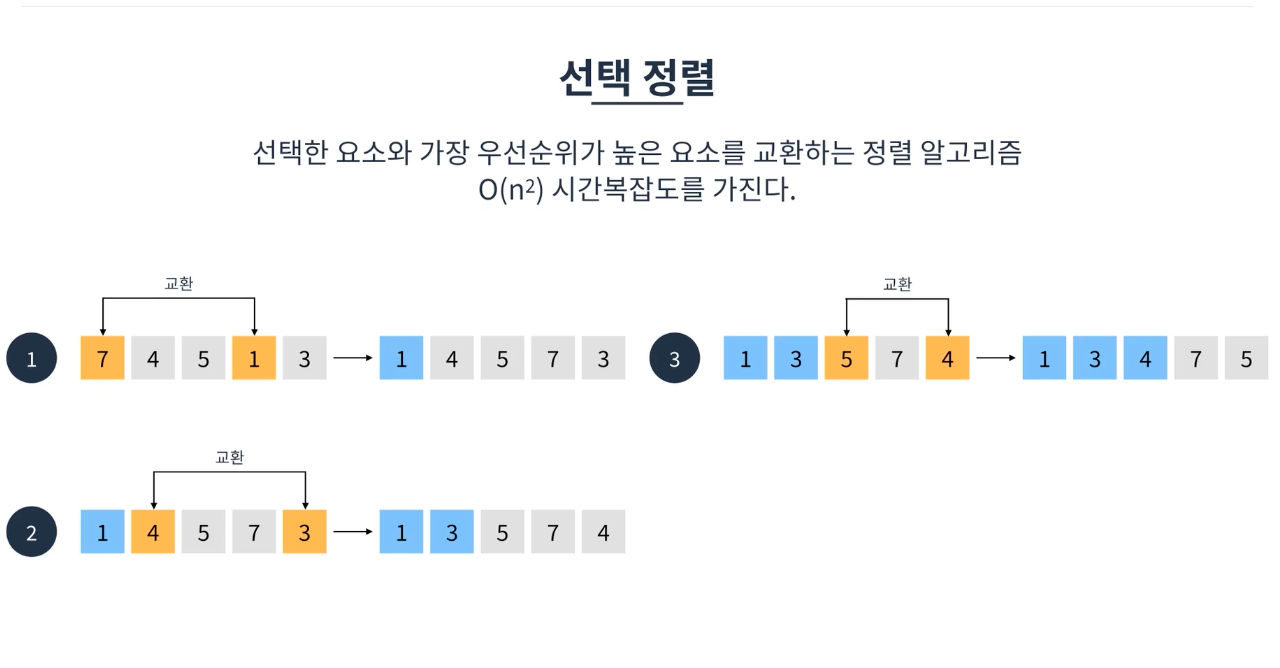 선택 정렬
선택한 요소와 가장 우선순위가 높은 요소를 교환하는 정렬 알고리즘
O(n²) 시간복잡도를 가진다.
교환
1 7 4 5 1 3 1 4 5 7 3
교환
2 1 4 5 7 3 1 3 5 7 4
교환
3 1 3 5 7 4 1 3 4 7 5